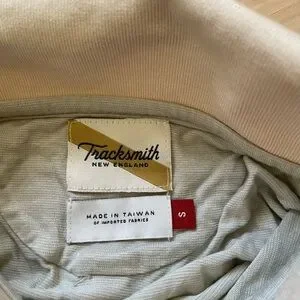 Tracksmith
NEW ENGLAND
MADE IN TAIWAN
OF IMPORTED FABRICS
S